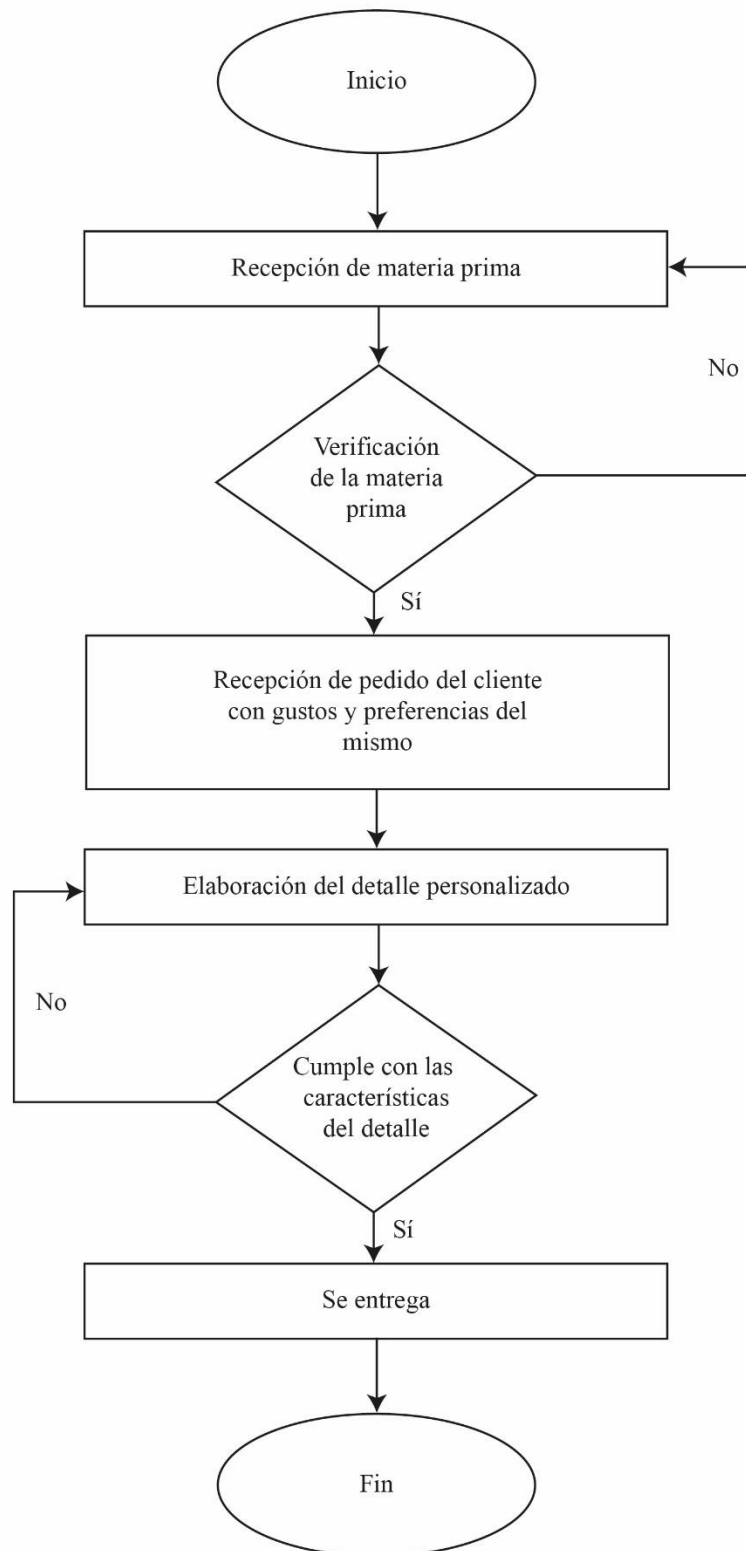 Inicio
Recepción de materia prima
No
Verificación
de la materia
prima
Sí
Recepción de pedido del cliente
con gustos y preferencias del
mismo
Elaboración del detalle personalizado
No
Cumple con las
características
del detalle
Sí
Se entrega
Fin